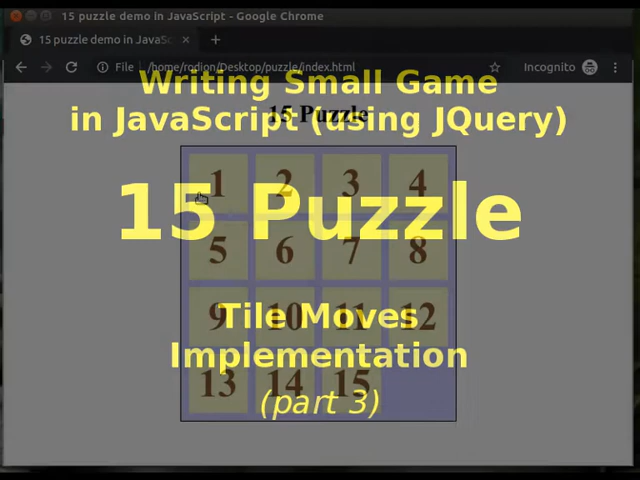 15 puzzle demo in JavaScript - Google Chrome
15 puzzle demo in JavaSc
File /home/rodion/Desktop/puzzle/index.html Incognito
Writing Small Game
in JavaScript (using JQuery)
15 Puzzle
1 2 3 4
15 Puzzle
5 6 7 8
9 10 11 12
Tile Moves
Implementation
13 14 15
(part 3)